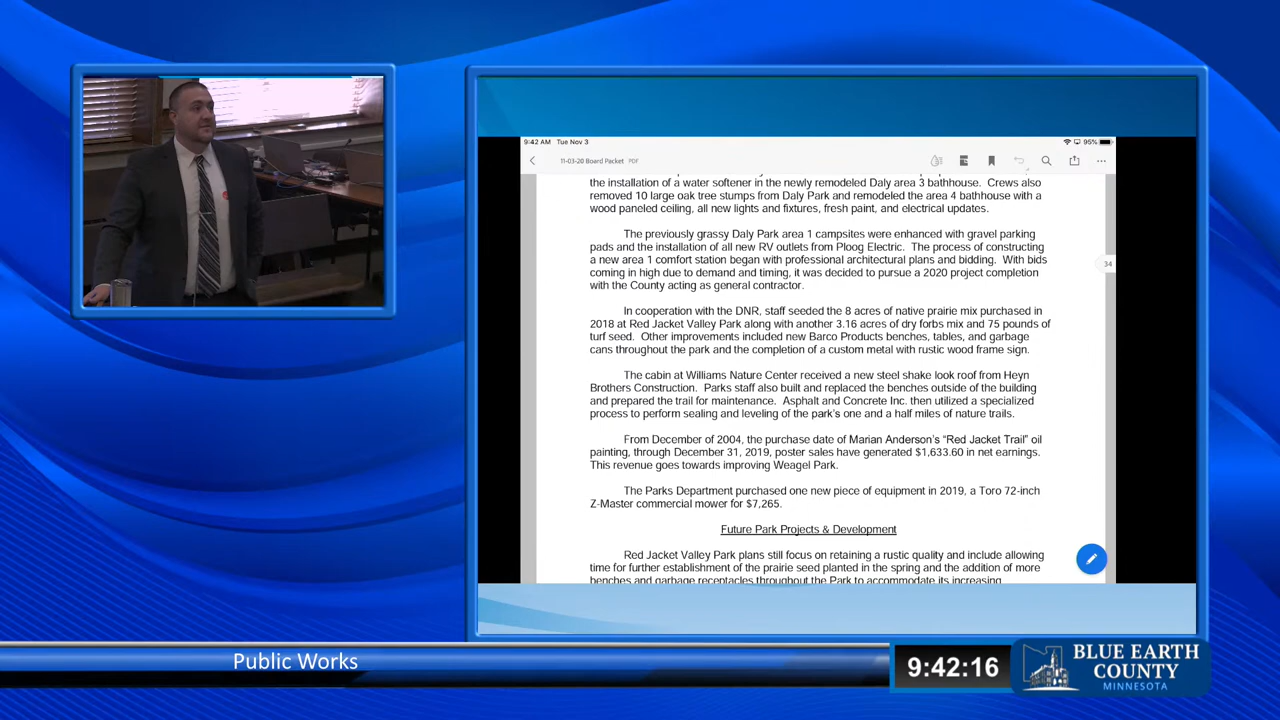 9:42 AM Tue Nov 3
95%
11-03-20 Board Packet PDF
the installation of a water softener in the newly remodeled Daly area 3 bathhouse. Crews also
removed 10 large oak tree stumps from Daly Park and remodeled the area 4 bathhouse with a
wood paneled ceiling, all new lights and fixtures, fresh paint, and electrical updates.
The previously grassy Daly Park area 1 campsites were enhanced with gravel parking
pads and the installation of all new RV outlets from Ploog Electric. The process of constructing
a new area 1 comfort station began with professional architectural plans and bidding. With bids
coming in high due to demand and timing, it was decided to pursue a 2020 project completion
with the County acting as general contractor.
34
In cooperation with the DNR, staff seeded the 8 acres of native prairie mix purchased in
2018 at Red Jacket Valley Park along with another 3.16 acres of dry forbs mix and 75 pounds of
turf seed. Other improvements included new Barco Products benches, tables, and garbage
cans throughout the park and the completion of a custom metal with rustic wood frame sign.
The cabin at Williams Nature Center received a new steel shake look roof from Heyn
Brothers Construction. Parks staff also built and replaced the benches outside of the building
and prepared the trail for maintenance. Asphalt and Concrete Inc. then utilized a specialized
process to perform sealing and leveling of the park's one and a half miles of nature trails.
From December of 2004, the purchase date of Marian Anderson's "Red Jacket Trail" oil
painting, through December 31, 2019, poster sales have generated $1,633.60 in net earnings.
This revenue goes towards improving Weagel Park.
The Parks Department purchased one new piece of equipment in 2019, a Toro 72-inch
Z-Master commercial mower for $7,265.
Future Park Projects & Development
Red Jacket Valley Park plans still focus on retaining a rustic quality and include allowing
time for further establishment of the prairie seed planted in the spring and the addition of more
benches and garbage receptacles throughout the Park to accommodate its increasing
Public Works
9:42:16
BLUE EARTH
COUNTY
MINNESOTA